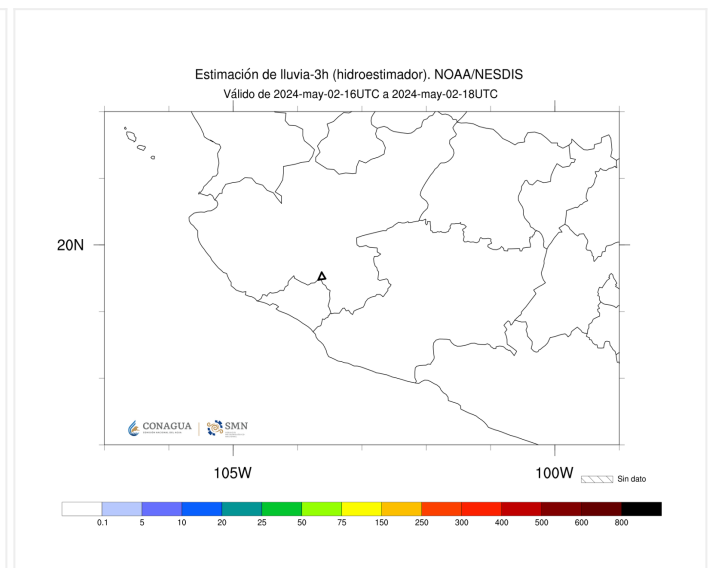 Estimación de lluvia-3h (hidroestimador). NOAA/NESDIS
Válido de 2024-may-02-16UTC a 2024-may-02-18UTC
20N
CONAGUA
SMN
105W
100W
Sin dato
0.1 5 10 20 25 50 75 150 250 300 400 500 600 800